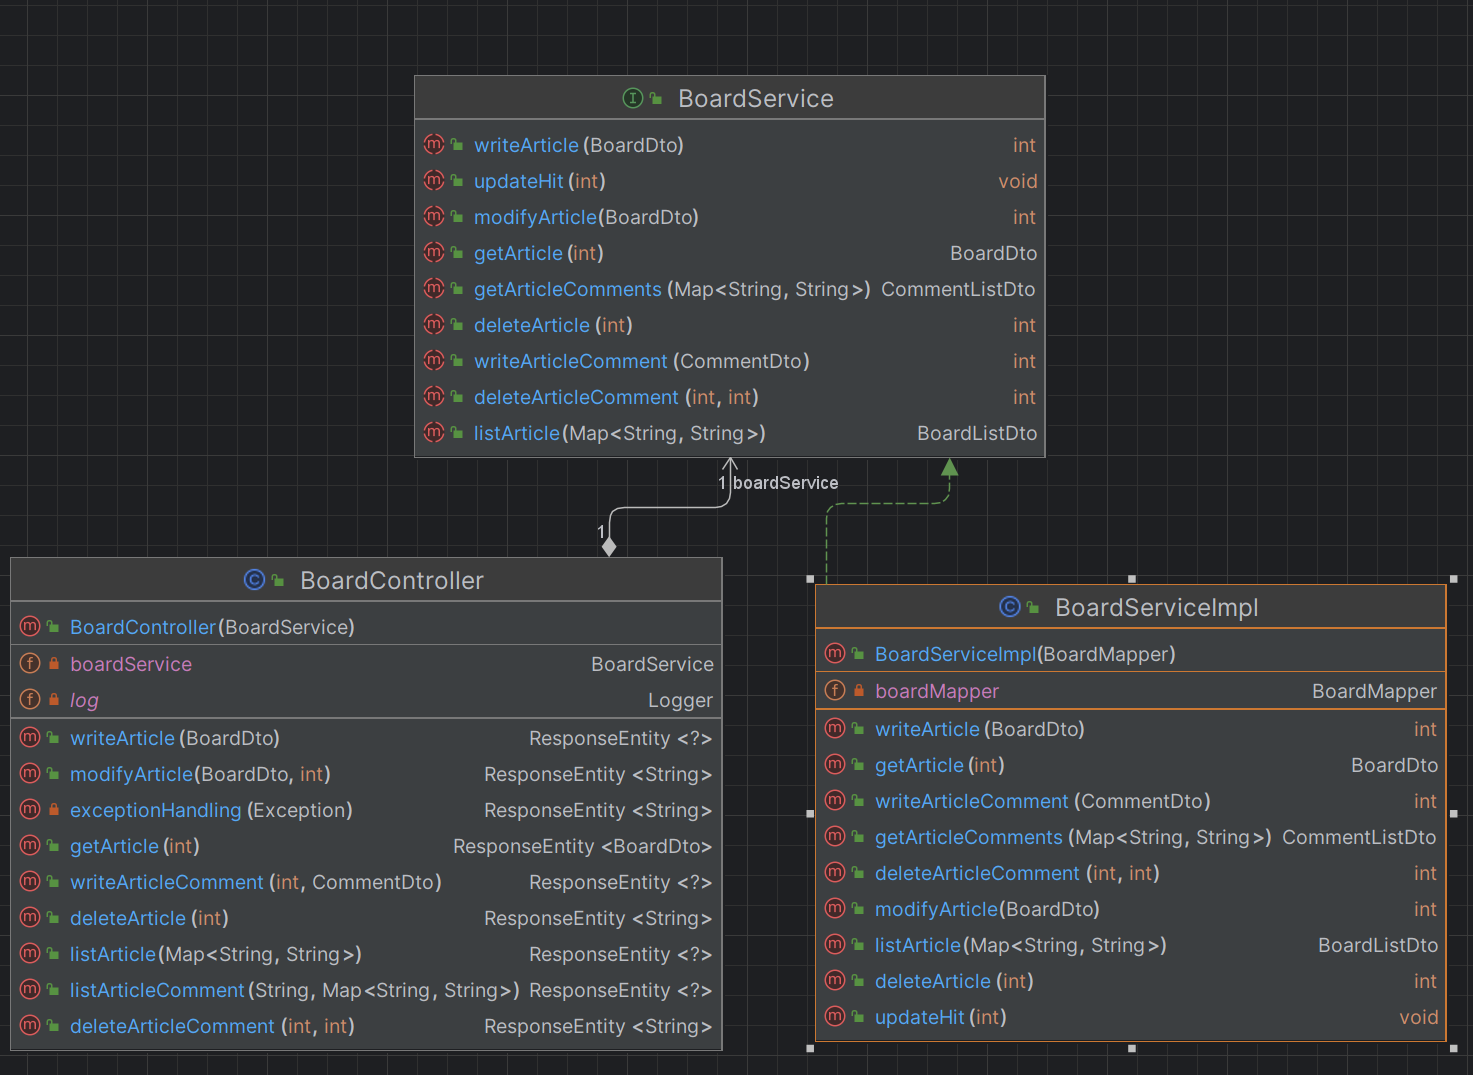 BoardService
writeArticle(BoardDto) int
updateHit(int) void
modifyArticle(BoardDto) int
getArticle(int) BoardDto
getArticleComments(Map<String, String>) CommentListDto
deleteArticle(int) int
writeArticleComment(CommentDto) int
deleteArticleComment(int, int) int
listArticle(Map<String, String>) BoardListDto
1 boardService
1
BoardController
BoardController(BoardService)
boardService BoardService
log Logger
writeArticle(BoardDto) ResponseEntity<?>
modifyArticle(BoardDto, int) ResponseEntity<String>
exceptionHandling(Exception) ResponseEntity<String>
getArticle(int) ResponseEntity<BoardDto>
writeArticleComment(int, CommentDto) ResponseEntity<?>
deleteArticle(int) ResponseEntity<String>
listArticle(Map<String, String>) ResponseEntity<?>
listArticleComment(String, Map<String, String>) ResponseEntity<?>
deleteArticleComment(int, int) ResponseEntity<String>
BoardServiceImpl
BoardServiceImpl(BoardMapper)
boardMapper BoardMapper
writeArticle(BoardDto) int
getArticle(int) BoardDto
writeArticleComment(CommentDto) int
getArticleComments(Map<String, String>) CommentListDto
deleteArticleComment(int, int) int
modifyArticle(BoardDto) int
listArticle(Map<String, String>) BoardListDto
deleteArticle(int) int
updateHit(int) void